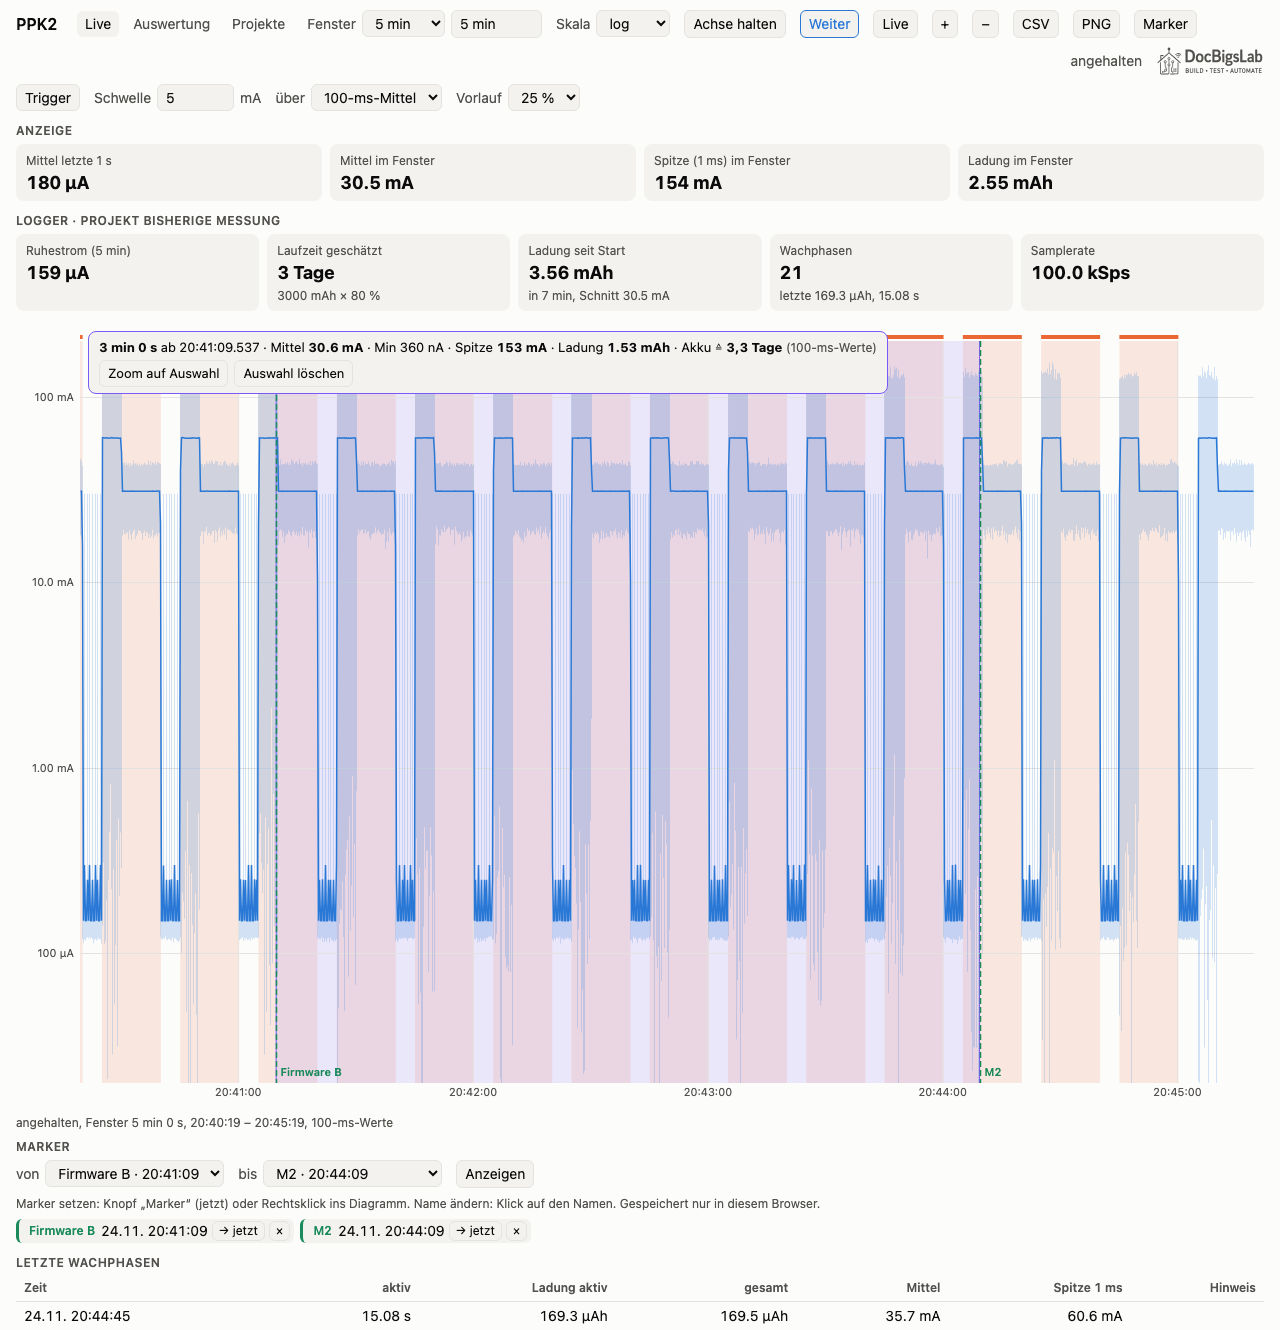 PPK2 Live Auswertung Projekte Fenster 5 min 5 min Skala log Achse halten Weiter Live + − CSV PNG Marker
angehalten DocBigsLab
BUILD • TEST • AUTOMATE
Trigger Schwelle 5 mA über 100-ms-Mittel Vorlauf 25 %
ANZEIGE
Mittel letzte 1 s Mittel im Fenster Spitze (1 ms) im Fenster Ladung im Fenster
180 µA 30.5 mA 154 mA 2.55 mAh
LOGGER · PROJEKT BISHERIGE MESSUNG
Ruhestrom (5 min) Laufzeit geschätzt Ladung seit Start Wachphasen Samplerate
159 µA 3 Tage 3.56 mAh 21 100.0 kSps
3000 mAh × 80 % in 7 min, Schnitt 30.5 mA letzte 169.3 µAh, 15.08 s
3 min 0 s ab 20:41:09.537 · Mittel 30.6 mA · Min 360 nA · Spitze 153 mA · Ladung 1.53 mAh · Akku ≙ 3,3 Tage (100-ms-Werte)
Zoom auf Auswahl Auswahl löschen
100 mA
10.0 mA
1.00 mA
100 µA
Firmware B M2
20:41:00 20:42:00 20:43:00 20:44:00 20:45:00
angehalten, Fenster 5 min 0 s, 20:40:19 – 20:45:19, 100-ms-Werte
MARKER
von Firmware B · 20:41:09 bis M2 · 20:44:09 Anzeigen
Marker setzen: Knopf „Marker“ (jetzt) oder Rechtsklick ins Diagramm. Name ändern: Klick auf den Namen. Gespeichert nur in diesem Browser.
Firmware B 24.11. 20:41:09 → jetzt × M2 24.11. 20:44:09 → jetzt ×
LETZTE WACHPHASEN
Zeit aktiv Ladung aktiv gesamt Mittel Spitze 1 ms Hinweis
24.11. 20:44:45 15.08 s 169.3 µAh 169.5 µAh 35.7 mA 60.6 mA